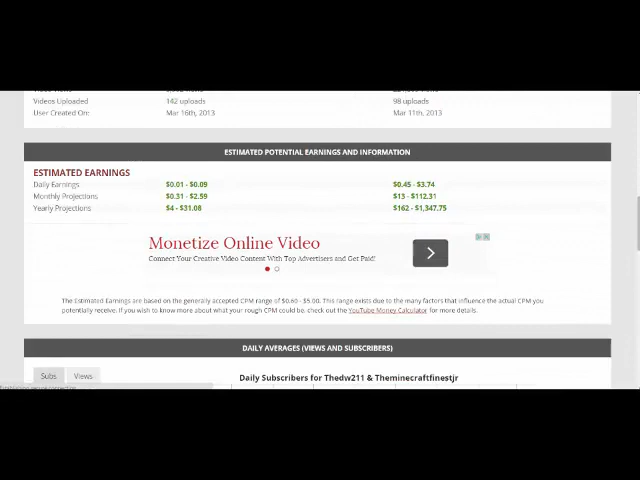 Videos Uploaded 142 uploads 98 uploads
User Created On: Mar 16th, 2013 Mar 11th, 2013
ESTIMATED POTENTIAL EARNINGS AND INFORMATION
ESTIMATED EARNINGS
Daily Earnings $0.01 - $0.09 $0.45 - $3.74
Monthly Projections $0.31 - $2.59 $13 - $112.31
Yearly Projections $4 - $31.08 $162 - $1,347.75
Monetize Online Video
Connect Your Creative Video Content With Top Advertisers and Get Paid!
The Estimated Earnings are based on the generally accepted CPM range of $0.60 - $5.00. This range exists due to the many factors that influence the actual CPM you
potentially receive. If you wish to know more about what your rough CPM could be, check out the YouTube Money Calculator for more details.
DAILY AVERAGES (VIEWS AND SUBSCRIBERS)
Subs Views
Daily Subscribers for Thedw211 & Theminecraftfinestjr